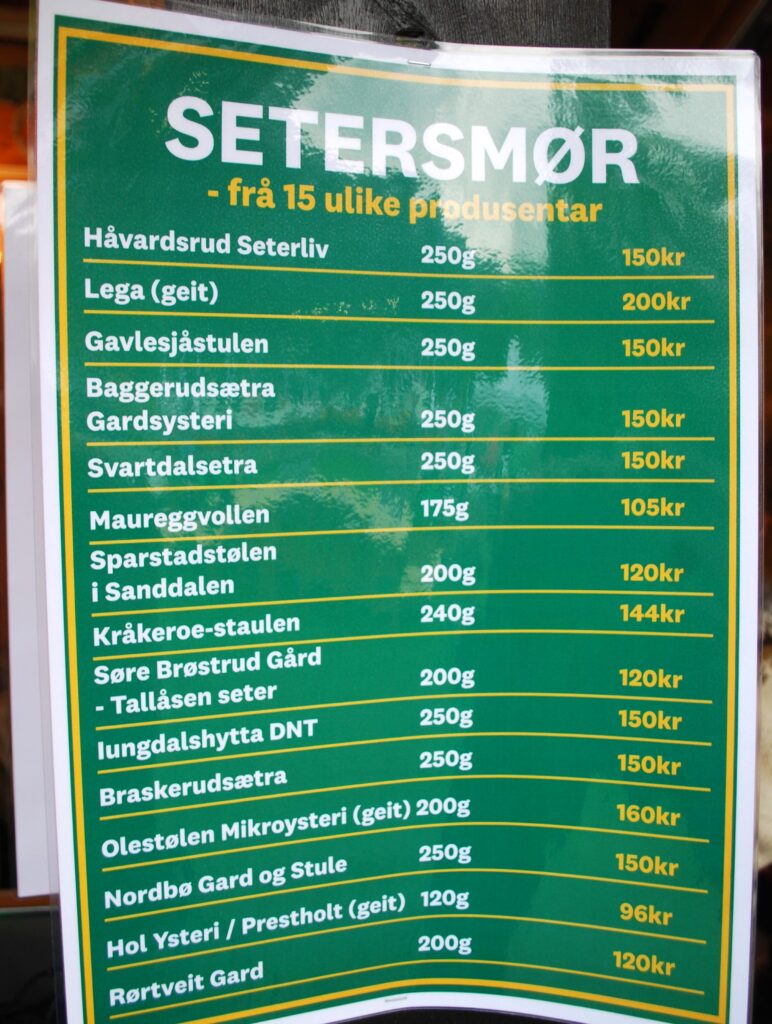 SETERSMØR
- frå 15 ulike produsentar
Håvardsrud Seterliv 250g 150kr
Lega (geit) 250g 200kr
Gavlesjåstulen 250g 150kr
Baggerudsætra
Gardsysteri 250g 150kr
Svartdalsetra 250g 150kr
Maureggvollen 175g 105kr
Sparstadstølen
i Sanddalen 200g 120kr
Kråkeroe-staulen 240g 144kr
Søre Brøstrud Gård
- Tallåsen seter 200g 120kr
Iungdalshytta DNT 250g 150kr
Braskerudsætra 250g 150kr
Olestølen Mikroysteri (geit) 200g 160kr
Nordbø Gard og Stule 250g 150kr
Hol Ysteri / Prestholt (geit) 120g 96kr
Rørtveit Gard 200g 120kr